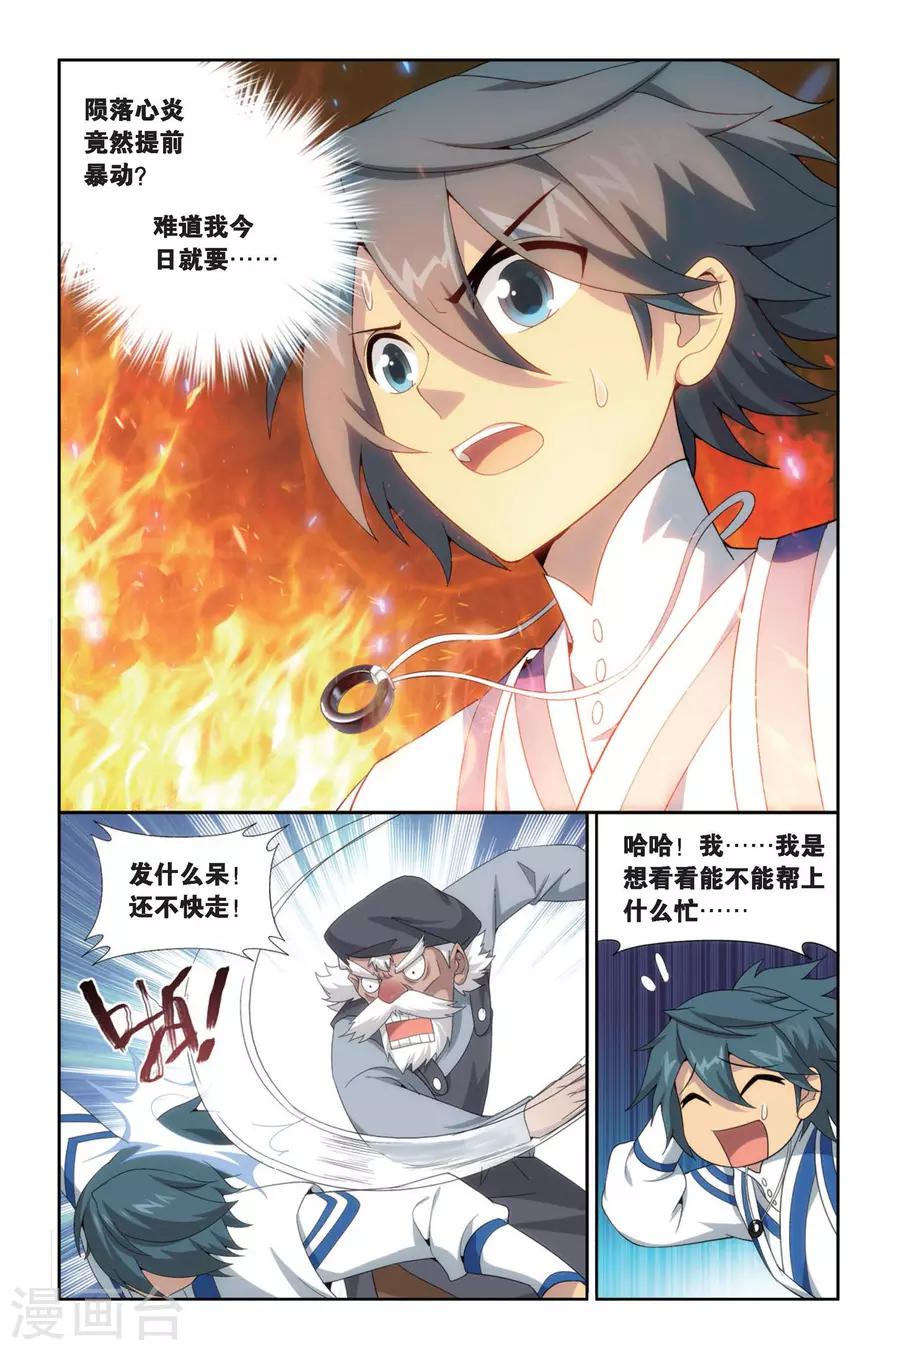 陨落心炎
竟然提前
暴动？
难道我今
日就要……
发什么呆！
还不快走！
啪！
哈哈！我……我是
想看看能不能帮上
什么忙……
漫画台